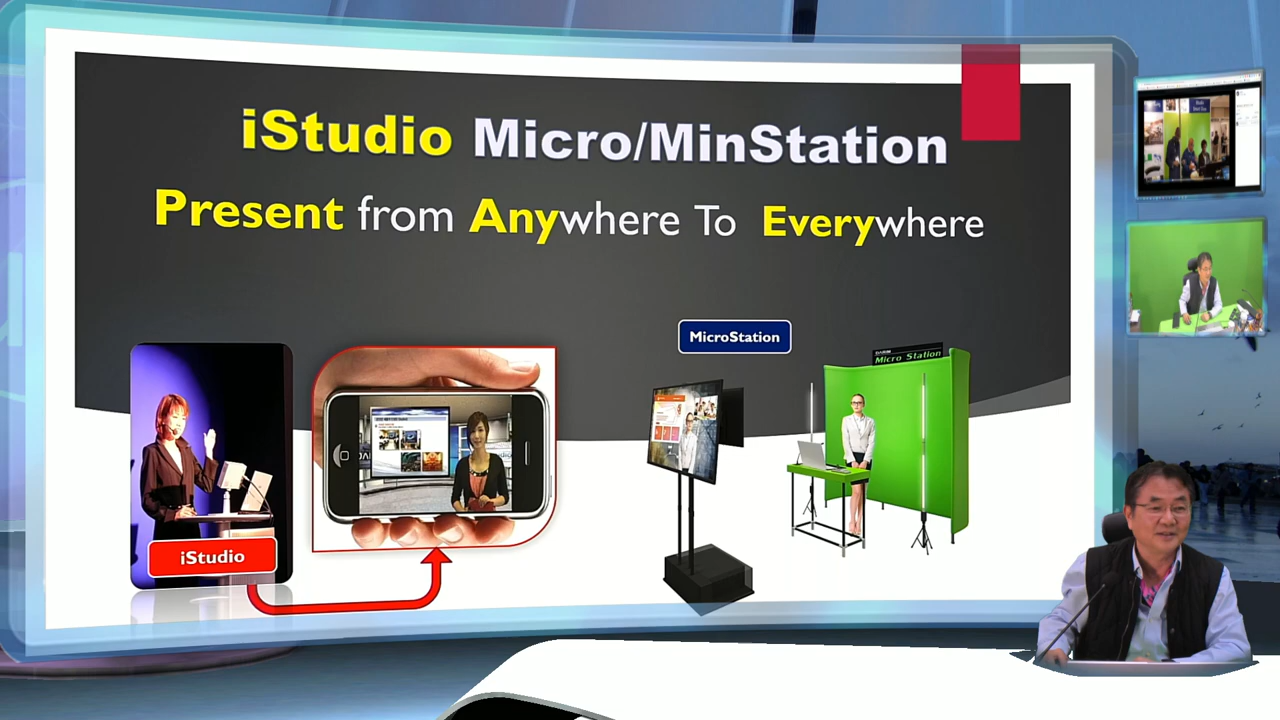 iStudio Micro/MinStation
Present from Anywhere To Everywhere
MicroStation
Micro Station
iStudio